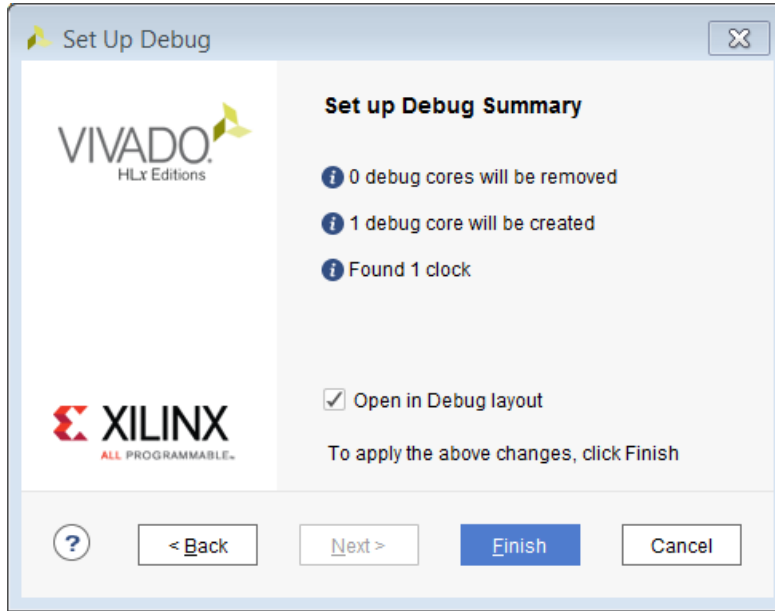 Set Up Debug
VIVADO.
HLx Editions
Set up Debug Summary
0 debug cores will be removed
1 debug core will be created
Found 1 clock
Open in Debug layout
XILINX
ALL PROGRAMMABLE™
To apply the above changes, click Finish
?
< Back
Next >
Finish
Cancel